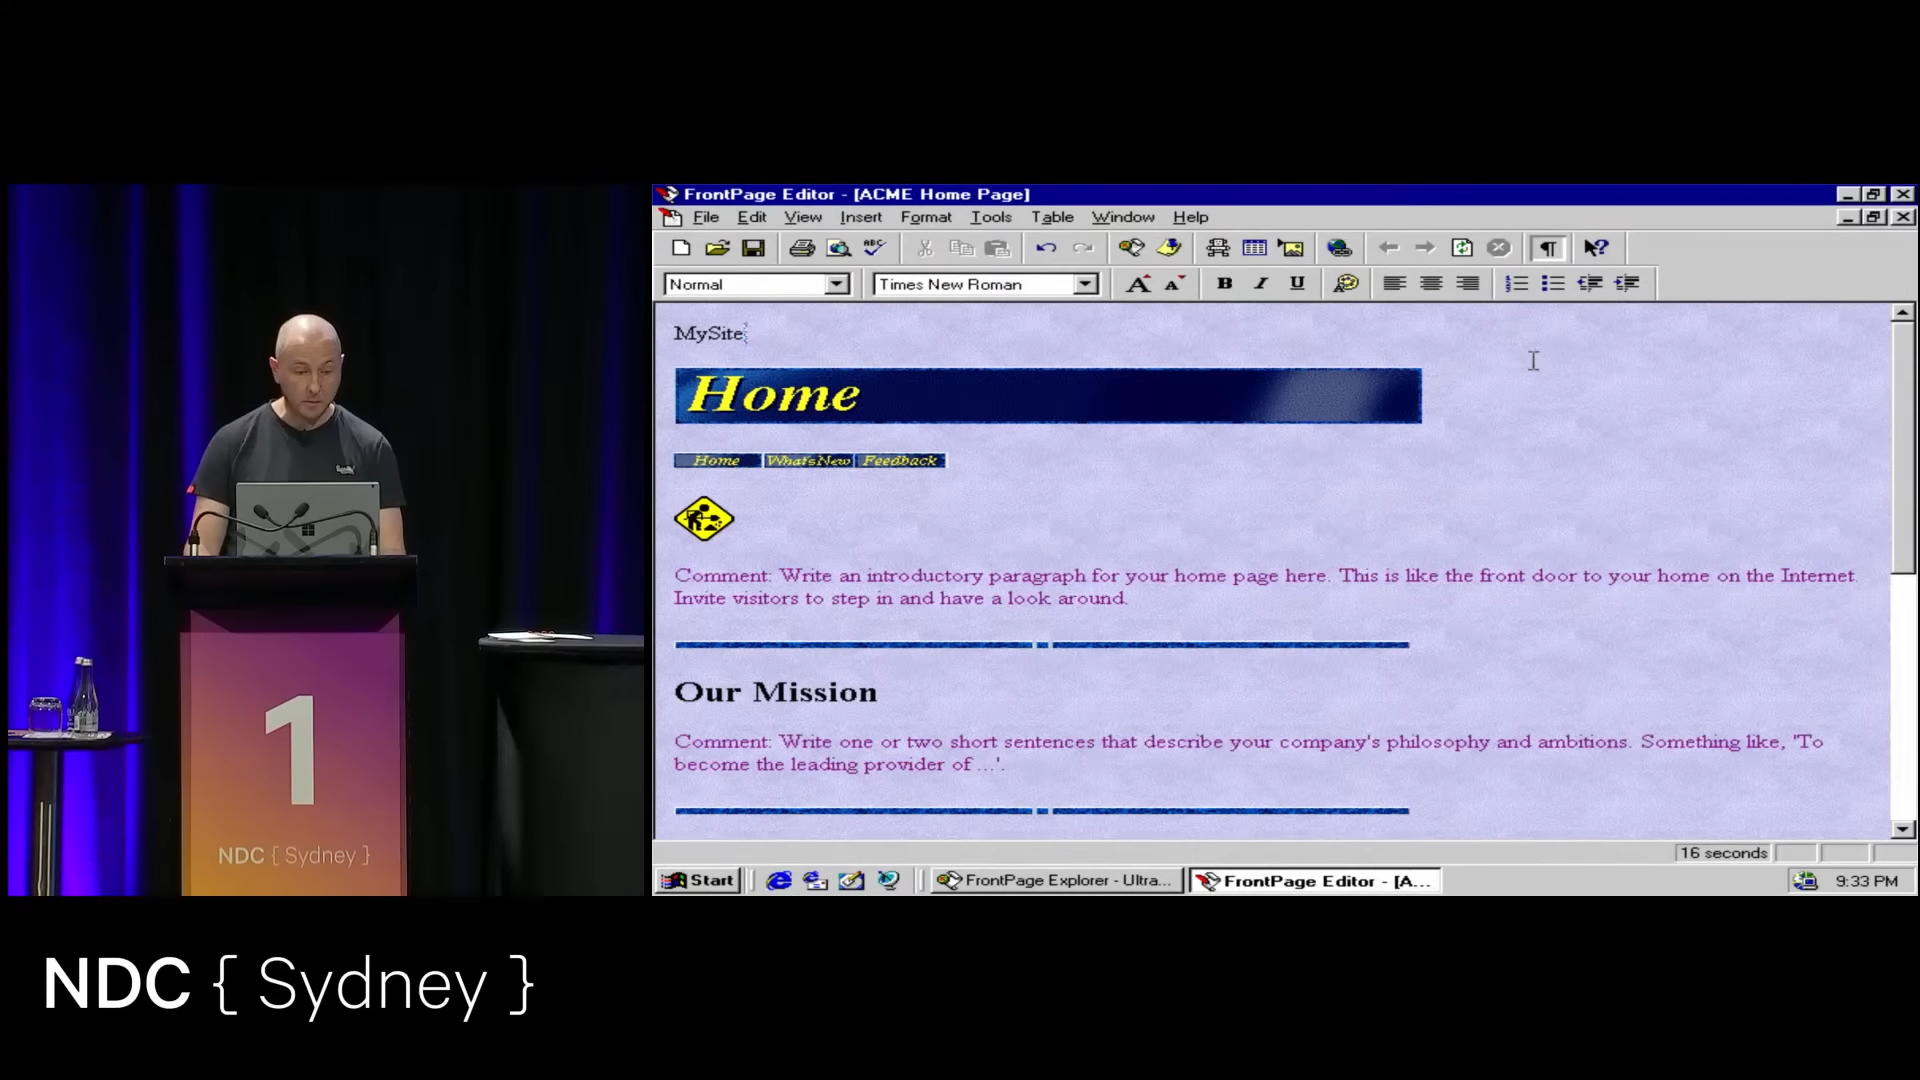 FrontPage Editor - [ACME Home Page]
File Edit View Insert Format Tools Table Window Help
ABC
Normal
Times New Roman
A A B I U
MySite
Home
Home WhatsNew Feedback
Comment: Write an introductory paragraph for your home page here. This is like the front door to your home on the Internet.
Invite visitors to step in and have a look around.
Our Mission
Comment: Write one or two short sentences that describe your company's philosophy and ambitions. Something like, 'To
become the leading provider of ...'.
16 seconds
Start
FrontPage Explorer - Ultra...
FrontPage Editor - [A...
9:33 PM
1
NDC { Sydney }
NDC { Sydney }